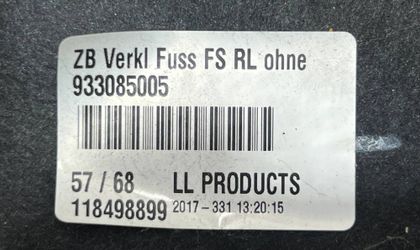 ZB Verkl Fuss FS RL ohne
933085005
57 / 68 LL PRODUCTS
118498899 2017-331 13:20:15